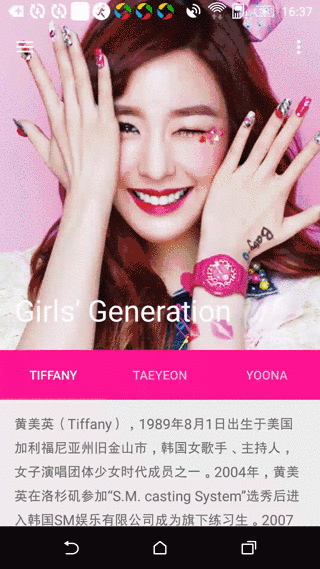 16:37
Girls' Generation
TIFFANY
TAEYEON
YOONA
黄美英（Tiffany），1989年8月1日出生于美国
加利福尼亚州旧金山市，韩国女歌手、主持人，
女子演唱团体少女时代成员之一。2004年，黄美
英在洛杉矶参加“S.M. casting System”选秀后进
入韩国SM娱乐有限公司成为旗下练习生。2007